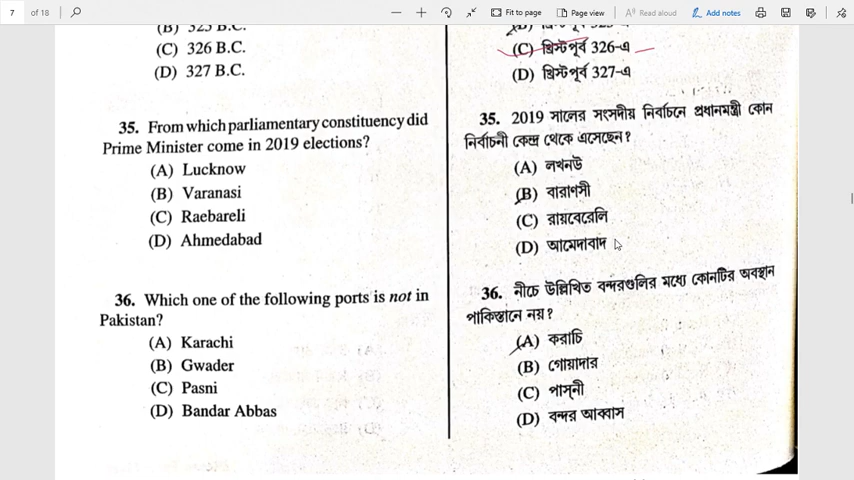 7 of 18
Fit to page
Page view
Read aloud
Add notes
(B) 325 B.C.
(C) 326 B.C.
(D) 327 B.C.
35. From which parliamentary constituency did
Prime Minister come in 2019 elections?
(A) Lucknow
(B) Varanasi
(C) Raebareli
(D) Ahmedabad
36. Which one of the following ports is not in
Pakistan?
(A) Karachi
(B) Gwader
(C) Pasni
(D) Bandar Abbas
(C) খ্রিস্টপূর্ব 326-এ
(D) খ্রিস্টপূর্ব 327-এ
35. 2019 সালের সংসদীয় নির্বাচনে প্রধানমন্ত্রী কোন
নির্বাচনী কেন্দ্র থেকে এসেছেন?
(A) লখনউ
(B) বারাণসী
(C) রায়বেরেলি
(D) আমেদাবাদ
36. নীচে উল্লিখিত বন্দরগুলির মধ্যে কোনটির অবস্থান
পাকিস্তানে নয়?
(A) করাচি
(B) গোয়াদার
(C) পাস্‌নী
(D) বন্দর আব্বাস